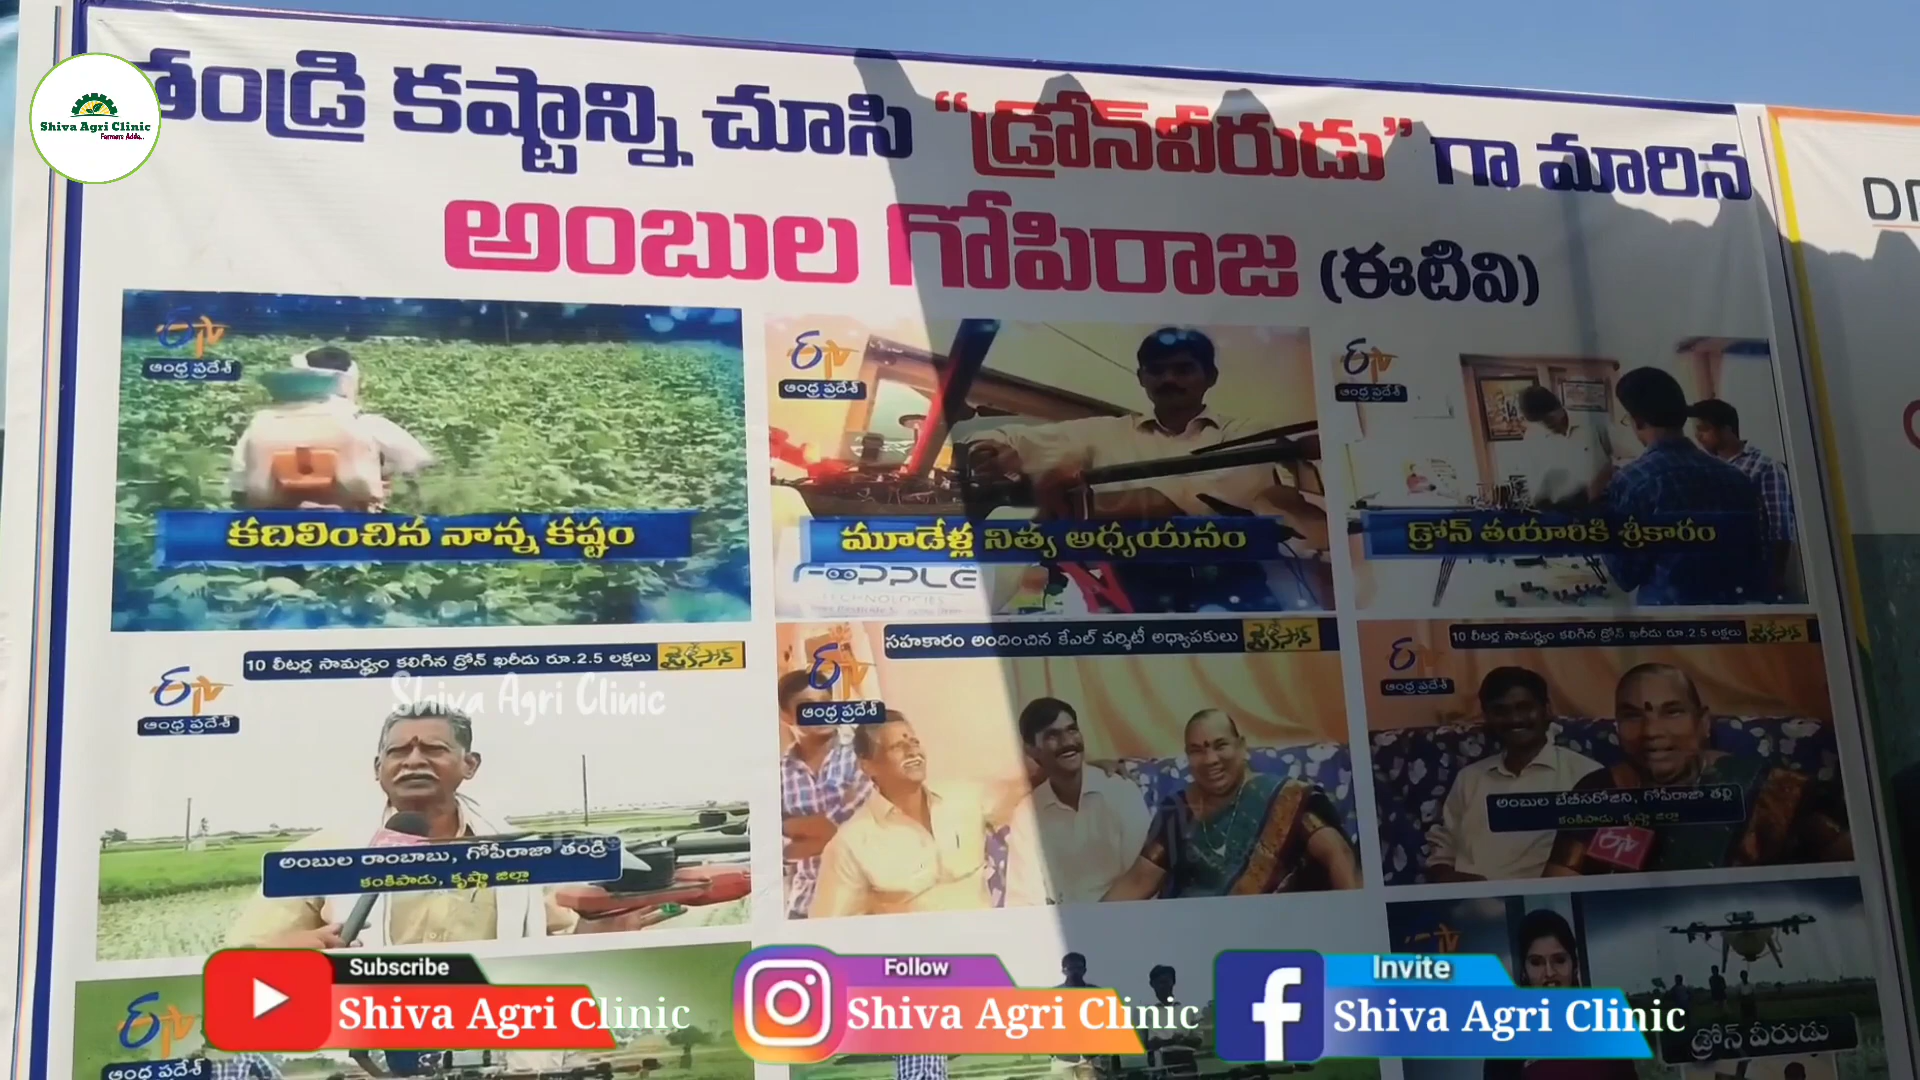 Shiva Agri Clinic
Farmers Adda..
తండ్రి కష్టాన్ని చూసి "డ్రోన్‌వీరుడు" గా మారిన
అంబుల గోపిరాజ (ఈటివి)
ఆంధ్ర ప్రదేశ్
కదిలించిన నాన్న కష్టం
ఆంధ్ర ప్రదేశ్
మూడేళ్ల నిత్య అధ్యయనం
TECHNOLOGIES
ఆంధ్ర ప్రదేశ్
డ్రోన్ తయారీకి శ్రీకారం
10 లీటర్ల సామర్థ్యం కలిగిన డ్రోన్ ఖరీదు రూ.2.5 లక్షలు జైకిసాన్
ఆంధ్ర ప్రదేశ్
Shiva Agri Clinic
అంబుల రాంబాబు, గోపీరాజా తండ్రి
కంకిపాడు, కృష్ణా జిల్లా
సహకారం అందించిన కేఎల్ వర్శిటీ అధ్యాపకులు జైకిసాన్
ఆంధ్ర ప్రదేశ్
10 లీటర్ల సామర్థ్యం కలిగిన డ్రోన్ ఖరీదు రూ.2.5 లక్షలు జైకిసాన్
ఆంధ్ర ప్రదేశ్
అంబుల బేబీసరోజిని, గోపీరాజా తల్లి
కంకిపాడు, కృష్ణా జిల్లా
ఆంధ్ర ప్రదేశ్
డ్రోన్ వీరుడు
Subscribe
Shiva Agri Clinic
Follow
Shiva Agri Clinic
Invite
Shiva Agri Clinic